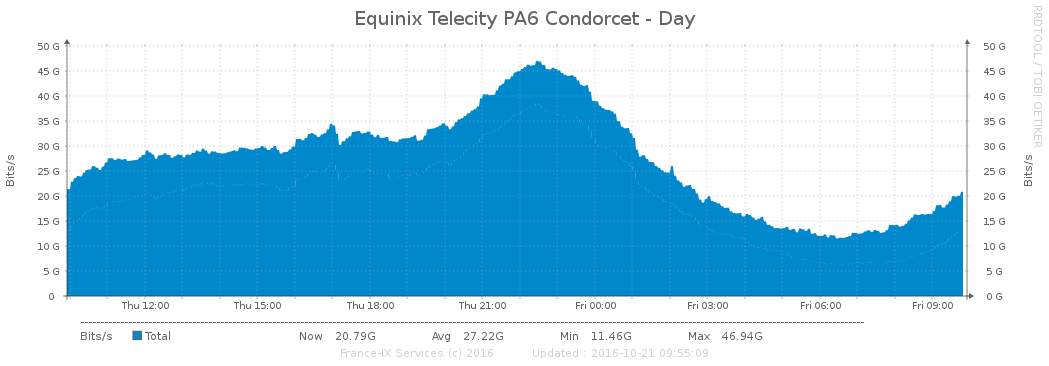 Equinix Telecity PA6 Condorcet - Day
RRDTOOL / TOBI OETIKER
Bits/s
50 G 50 G
45 G 45 G
40 G 40 G
35 G 35 G
30 G 30 G
25 G 25 G
20 G 20 G
15 G 15 G
10 G 10 G
5 G 5 G
0 0 G
Bits/s
Thu 12:00 Thu 15:00 Thu 18:00 Thu 21:00 Fri 00:00 Fri 03:00 Fri 06:00 Fri 09:00
Bits/s Total Now 20.79G Avg 27.22G Min 11.46G Max 46.94G
France-IX Services (c) 2016 Updated : 2016-10-21 09:55:09